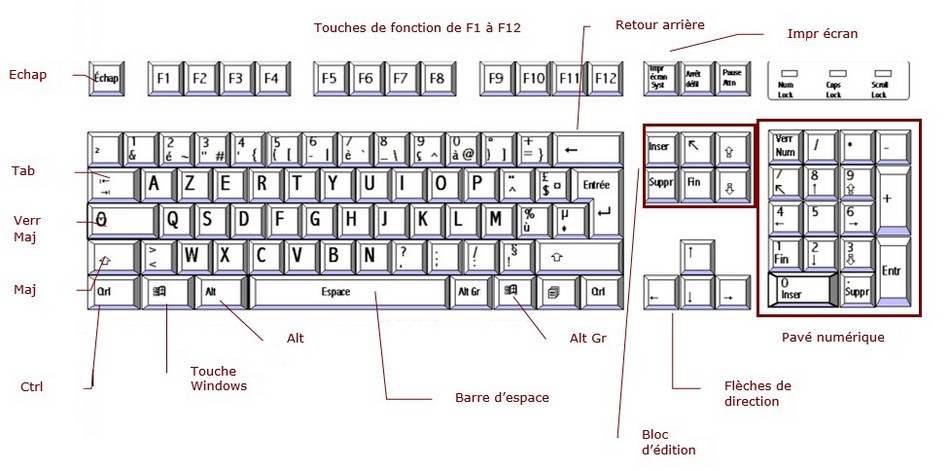 Touches de fonction de F1 à F12
Retour arrière
Impr écran
Echap
Échap
F1 F2 F3 F4 F5 F6 F7 F8 F9 F10 F11 F12
Impr écran Syst
Arrêt défil
Pause Attn
Num Lock
Caps Lock
Scroll Lock
²
1 &
2 é ~
3 " #
4 ' {
5 ( [
6 - |
7 è `
8 _ \
9 ç ^
0 à @
° ) ]
+ = }
←
Inser ↖ ⇧
Verr Num / • -
Tab
A Z E R T Y U I O P
¨ ^
£ $ ¤
Entrée
Suppr Fin ⇩
7 ↖
8 ↑
9 ⇧
+
Verr Maj
Q S D F G H J K L M
% ù
µ
↵
4 ←
5
6 →
Maj
⇧
> <
W X C V B N
? ,
. ;
/ :
§ !
⇧
↑
1 Fin
2 ↓
3 ⇩
Entr
Ctrl Alt Espace Alt Gr Ctrl
← ↓ →
0 Inser
. Suppr
Alt
Alt Gr
Pavé numérique
Touche
Windows
Ctrl
Barre d'espace
Flèches de
direction
Bloc
d'édition